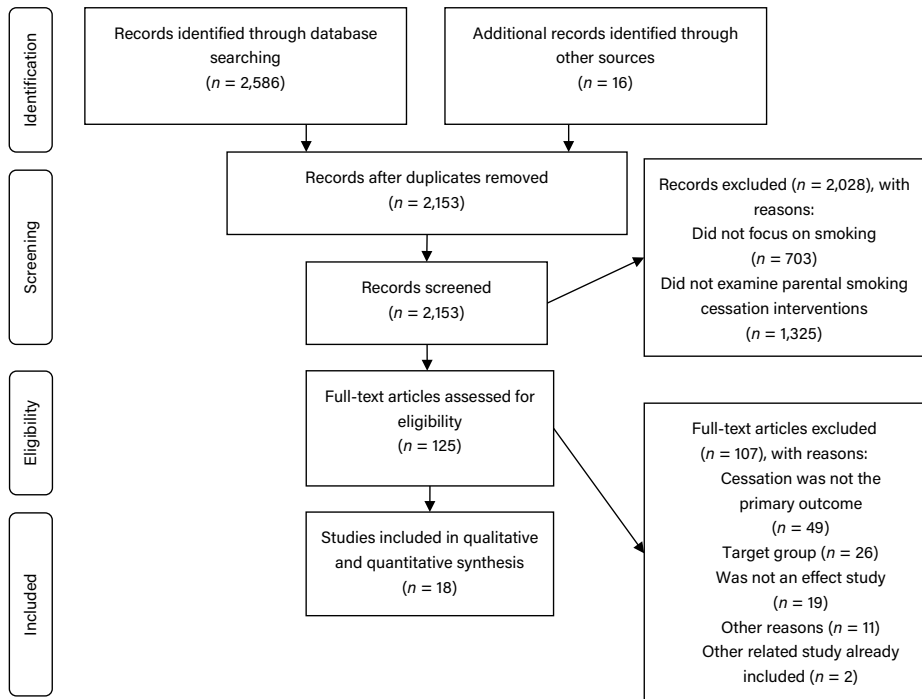 Identification
Records identified through database
searching
(n = 2,586)
Additional records identified through
other sources
(n = 16)
Screening
Records after duplicates removed
(n = 2,153)
Records screened
(n = 2,153)
Records excluded (n = 2,028), with
reasons:
Did not focus on smoking
(n = 703)
Did not examine parental smoking
cessation interventions
(n = 1,325)
Eligibility
Full-text articles assessed for
eligibility
(n = 125)
Full-text articles excluded
(n = 107), with reasons:
Cessation was not the
primary outcome
(n = 49)
Target group (n = 26)
Was not an effect study
(n = 19)
Other reasons (n = 11)
Other related study already
included (n = 2)
Included
Studies included in qualitative
and quantitative synthesis
(n = 18)